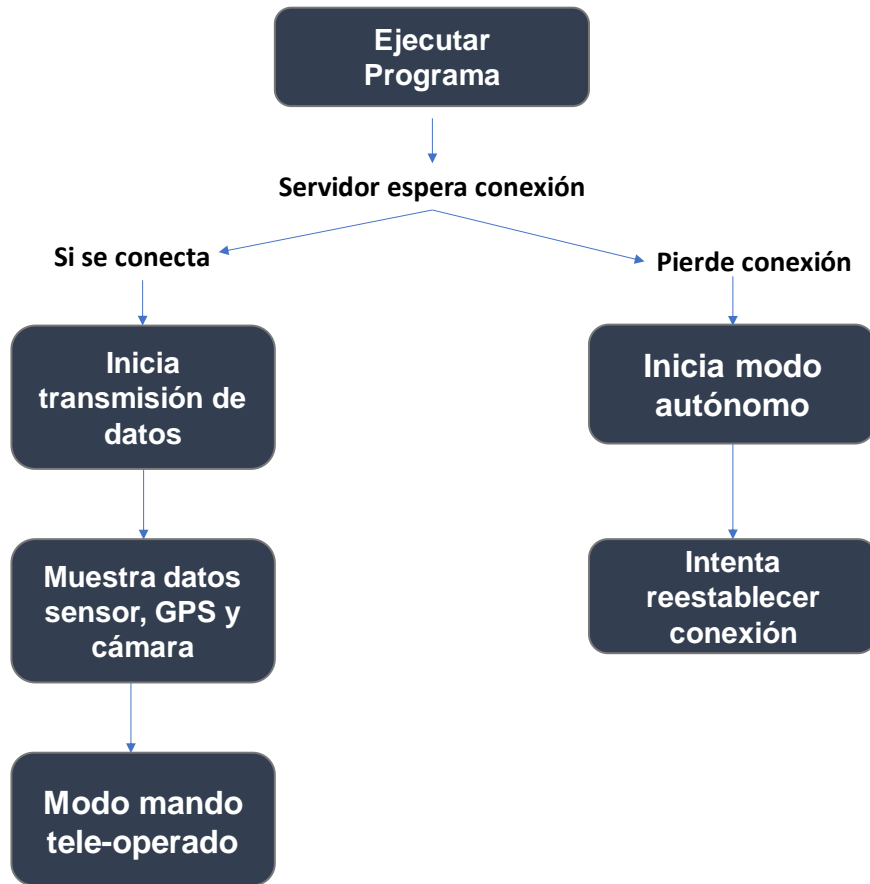 Ejecutar
Programa
Servidor espera conexión
Si se conecta
Pierde conexión
Inicia
transmisión de
datos
Inicia modo
autónomo
Muestra datos
sensor, GPS y
cámara
Intenta
reestablecer
conexión
Modo mando
tele-operado